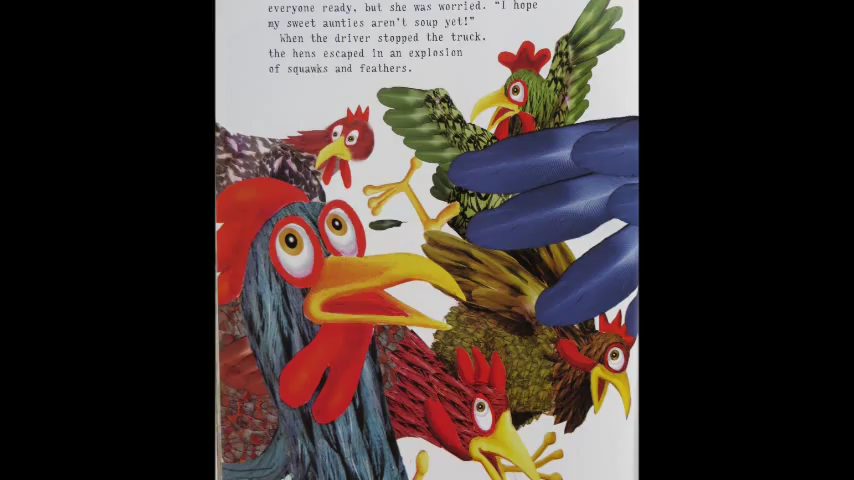 everyone ready, but she was worried. "I hope
my sweet aunties aren't soup yet!"
When the driver stopped the truck,
the hens escaped in an explosion
of squawks and feathers.